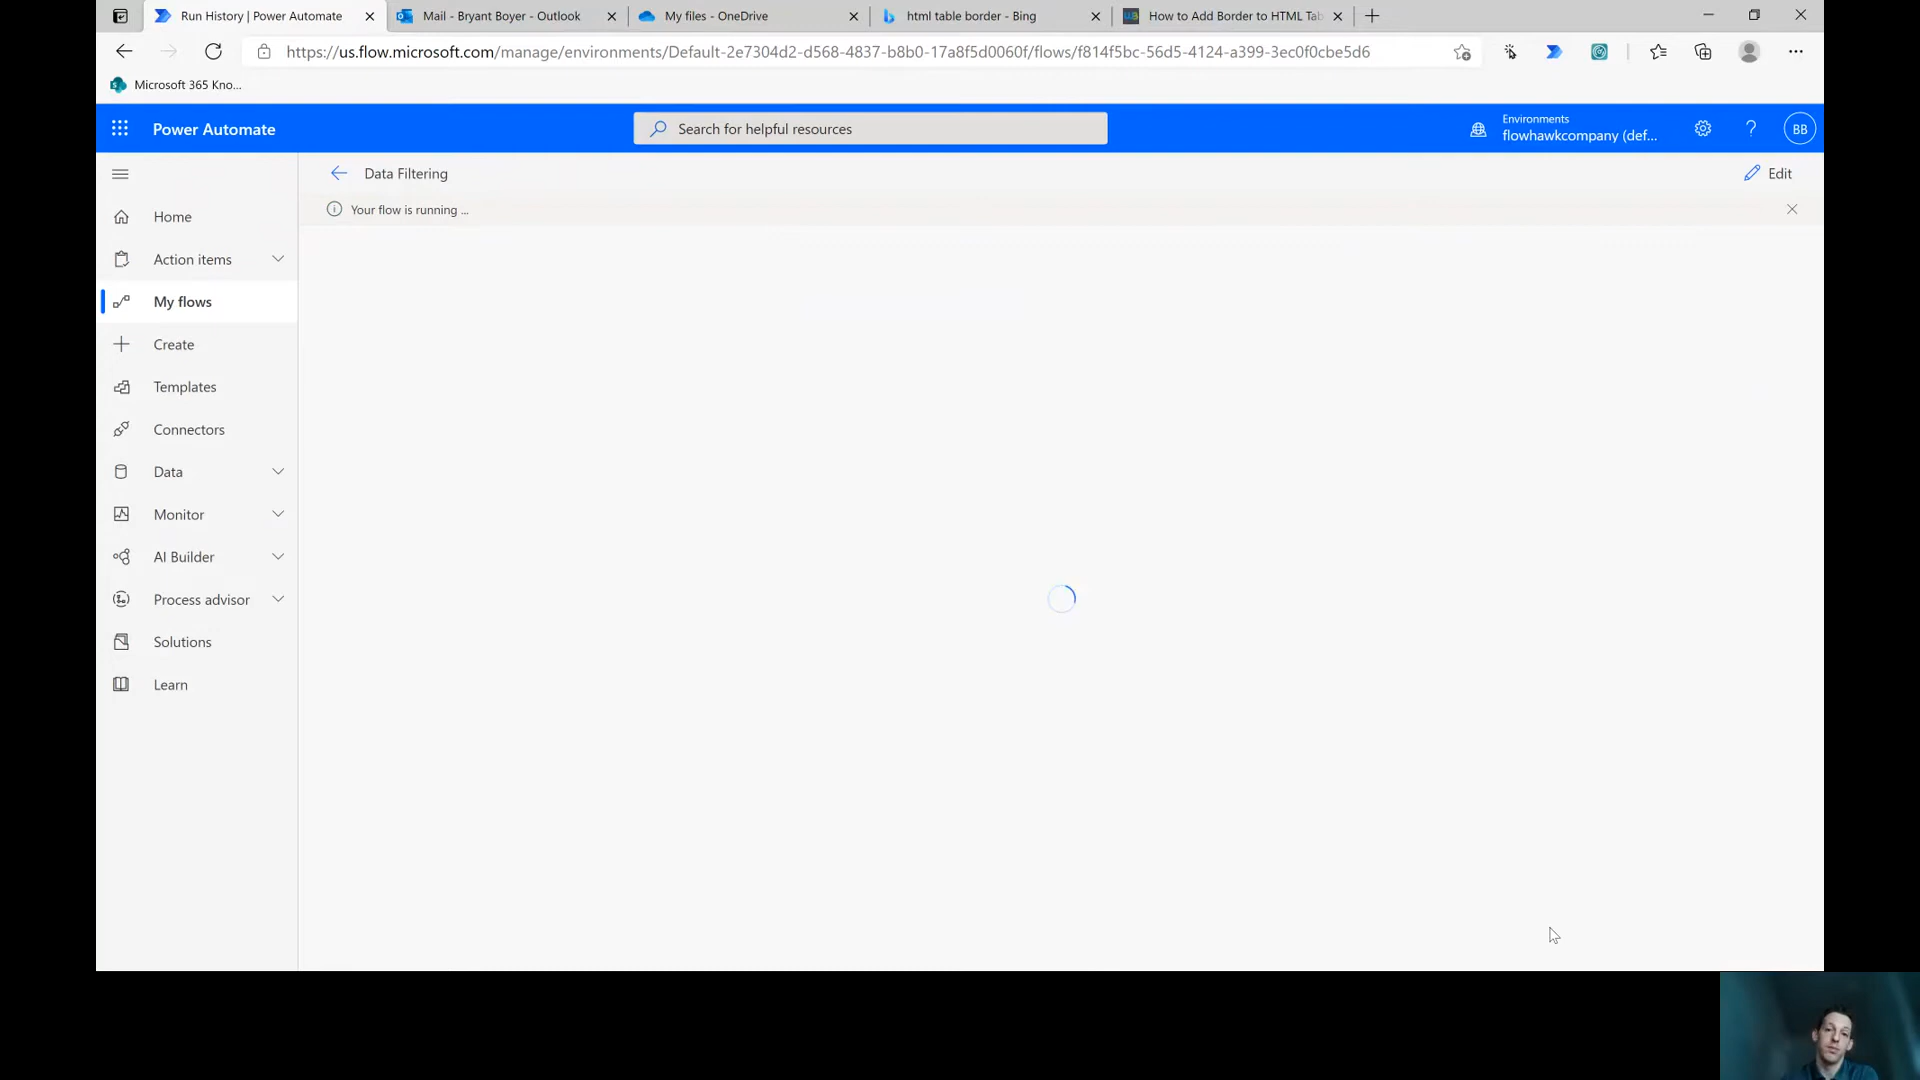 Run History | Power Automate
Mail - Bryant Boyer - Outlook
My files - OneDrive
html table border - Bing
How to Add Border to HTML Tab
https://us.flow.microsoft.com/manage/environments/Default-2e7304d2-d568-4837-b8b0-17a8f5d0060f/flows/f814f5bc-56d5-4124-a399-3ec0f0cbe5d6
Microsoft 365 Kno...
Power Automate
Search for helpful resources
Environments
flowhawkcompany (def...
?
BB
Data Filtering
Edit
Your flow is running ...
Home
Action items
My flows
Create
Templates
Connectors
Data
Monitor
AI Builder
Process advisor
Solutions
Learn